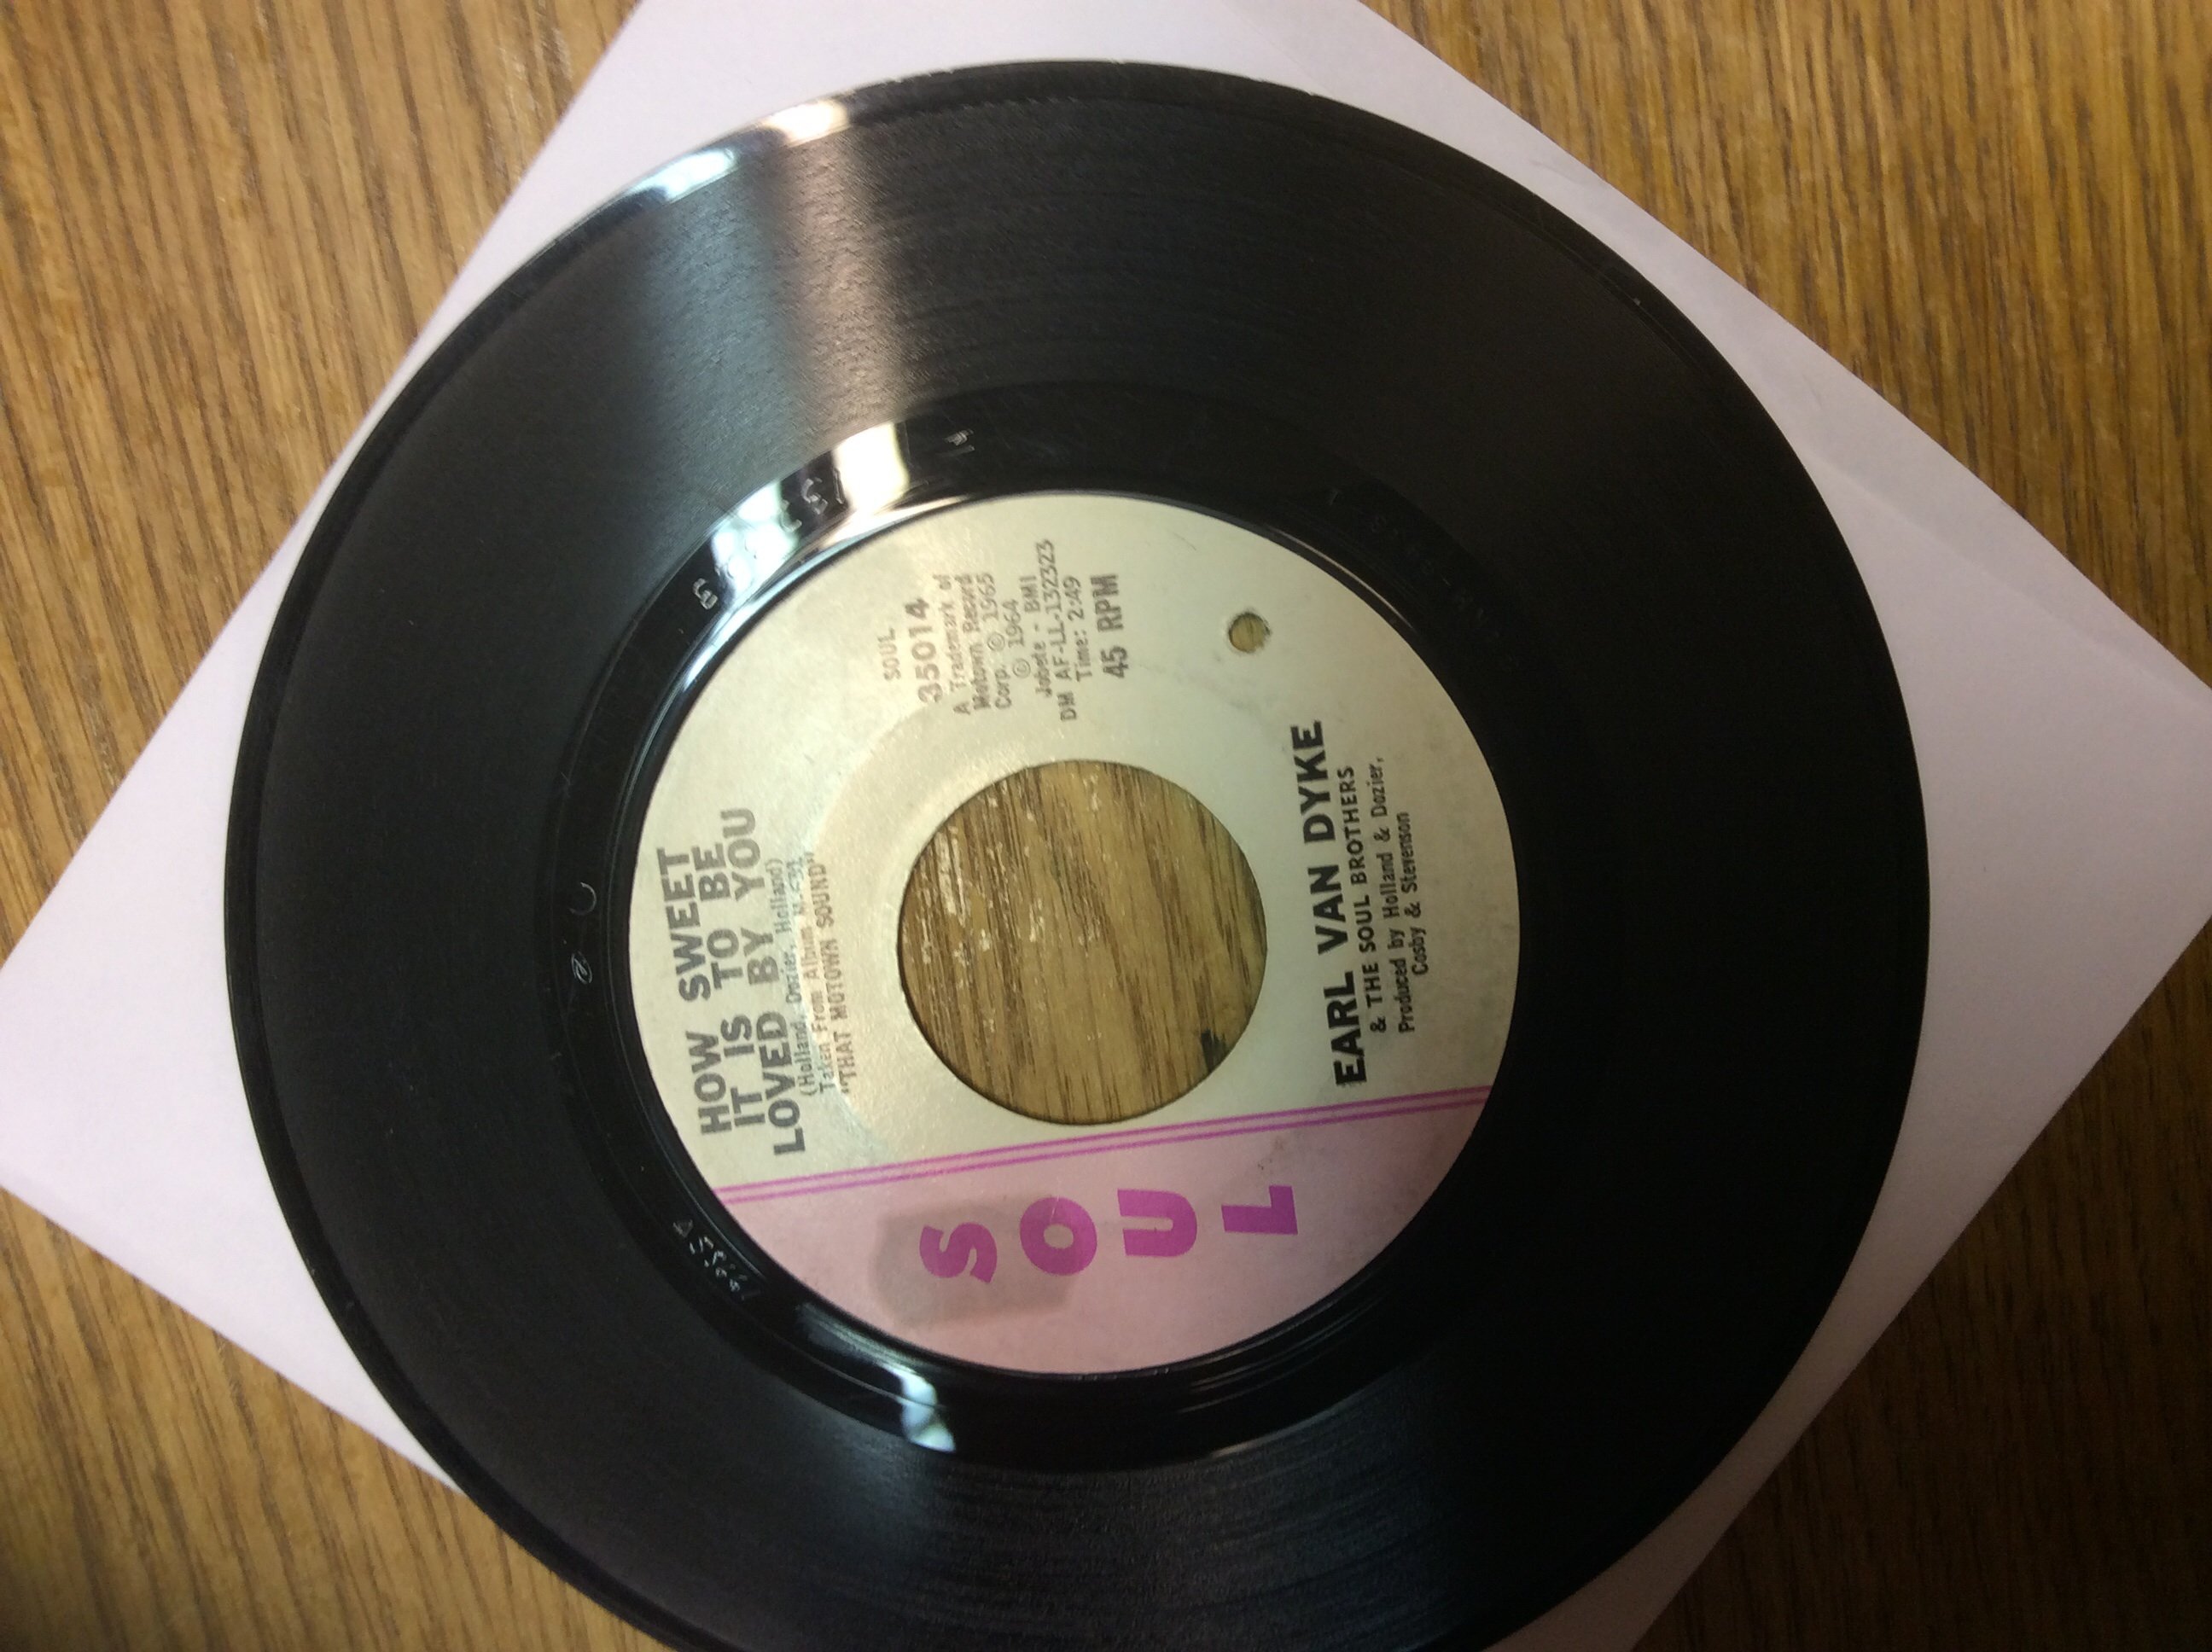 SOUL
HOW SWEET
IT IS TO BE
LOVED BY YOU
(Holland, Dozier, Holland)
Taken From Album M-631
"THAT MOTOWN SOUND"
SOUL
35014
A Trademark of
Motown Record
Corp. ℗ 1965
© 1964
Jobete - BMI
DM AF-LL-132323
Time: 2:49
45 RPM
EARL VAN DYKE
& THE SOUL BROTHERS
Produced by Holland & Dozier,
Cosby & Stevenson